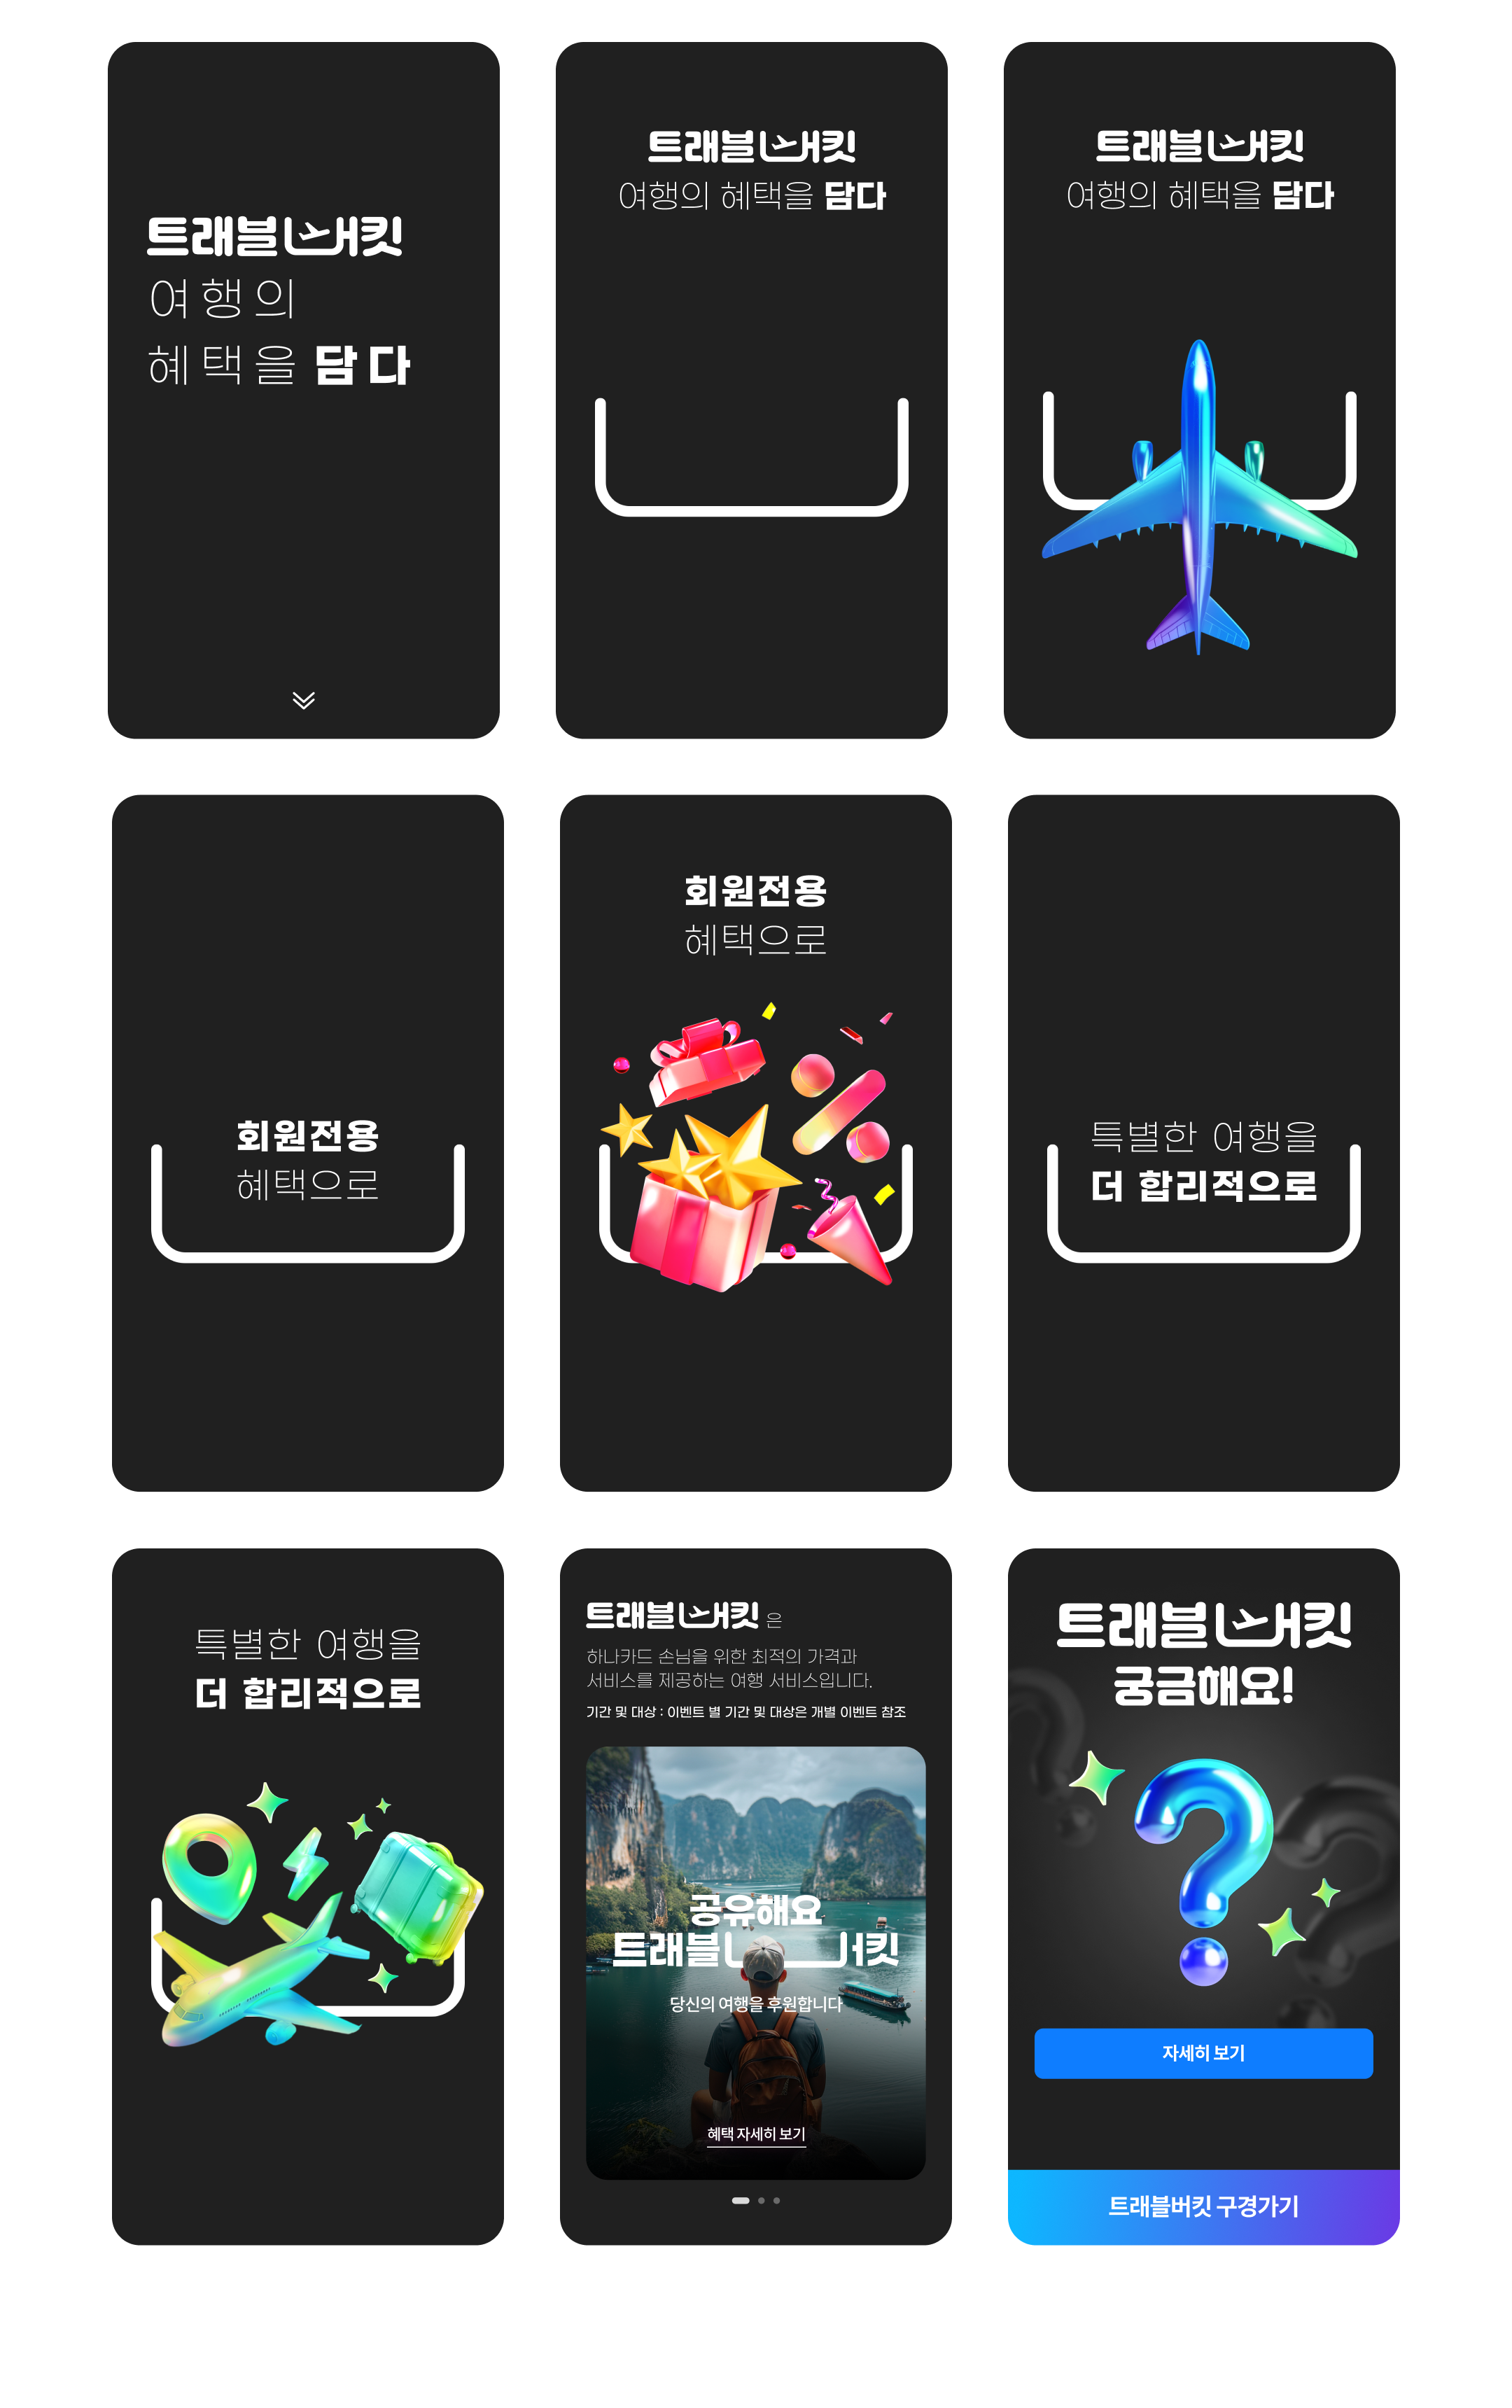 트래블버킷
여행의
혜택을 담다
트래블버킷
여행의 혜택을 담다
트래블버킷
여행의 혜택을 담다
회원전용
혜택으로
회원전용
혜택으로
특별한 여행을
더 합리적으로
특별한 여행을
더 합리적으로
트래블버킷 은
하나카드 손님을 위한 최적의 가격과
서비스를 제공하는 여행 서비스입니다.
기간 및 대상 : 이벤트 별 기간 및 대상은 개별 이벤트 참조
공유해요
트래블버킷
당신의 여행을 후원합니다
혜택 자세히 보기
트래블버킷
궁금해요!
자세히 보기
트래블버킷 구경가기